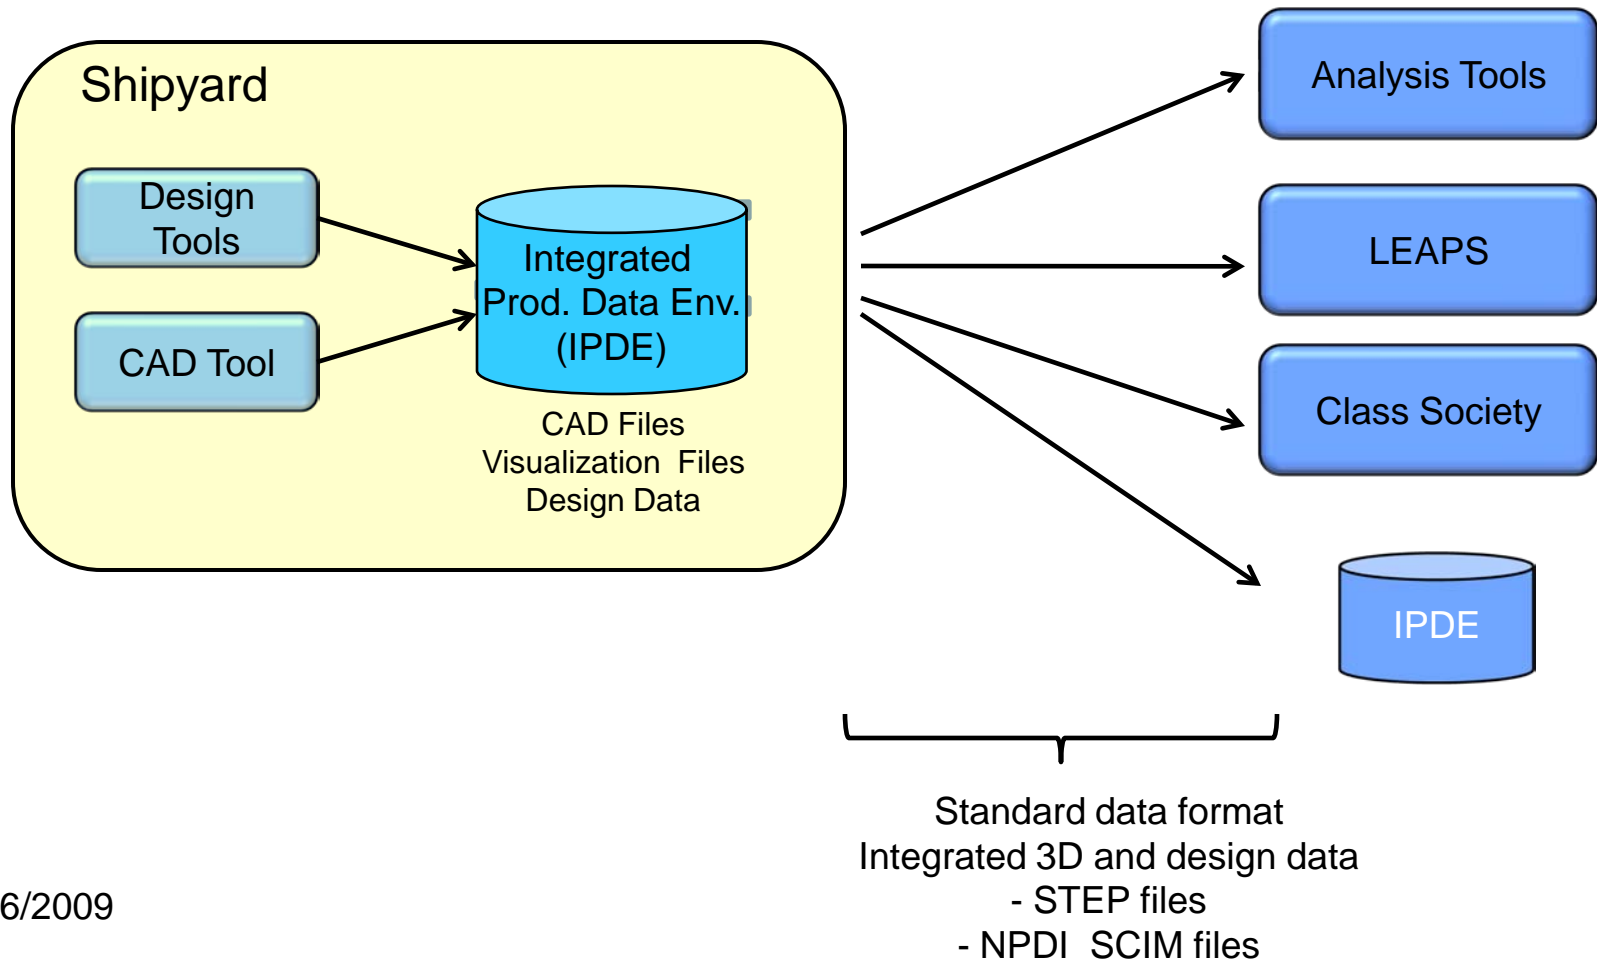 Shipyard
Design
Tools
CAD Tool
Integrated
Prod. Data Env.
(IPDE)
CAD Files
Visualization Files
Design Data
Analysis Tools
LEAPS
Class Society
IPDE
Standard data format
Integrated 3D and design data
- STEP files
- NPDI SCIM files
6/2009